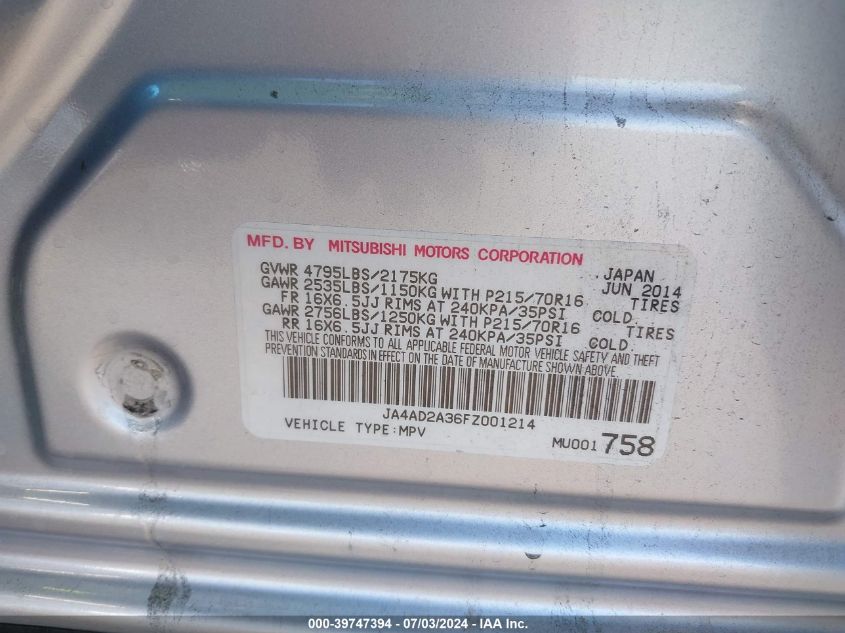 MFD. BY MITSUBISHI MOTORS CORPORATION
GVWR 4795LBS/2175KG JAPAN
GAWR 2535LBS/1150KG WITH P215/70R16 JUN 2014
FR 16X6.5JJ RIMS AT 240KPA/35PSI COLD. TIRES
GAWR 2756LBS/1250KG WITH P215/70R16 TIRES
RR 16X6.5JJ RIMS AT 240KPA/35PSI COLD.
THIS VEHICLE CONFORMS TO ALL APPLICABLE FEDERAL MOTOR VEHICLE SAFETY AND THEFT
PREVENTION STANDARDS IN EFFECT ON THE DATE OF MANUFACTURE SHOWN ABOVE.
JA4AD2A36FZ001214
VEHICLE TYPE:MPV MU001 758
000-39747394 / 07/03/2024 - IAA Inc.